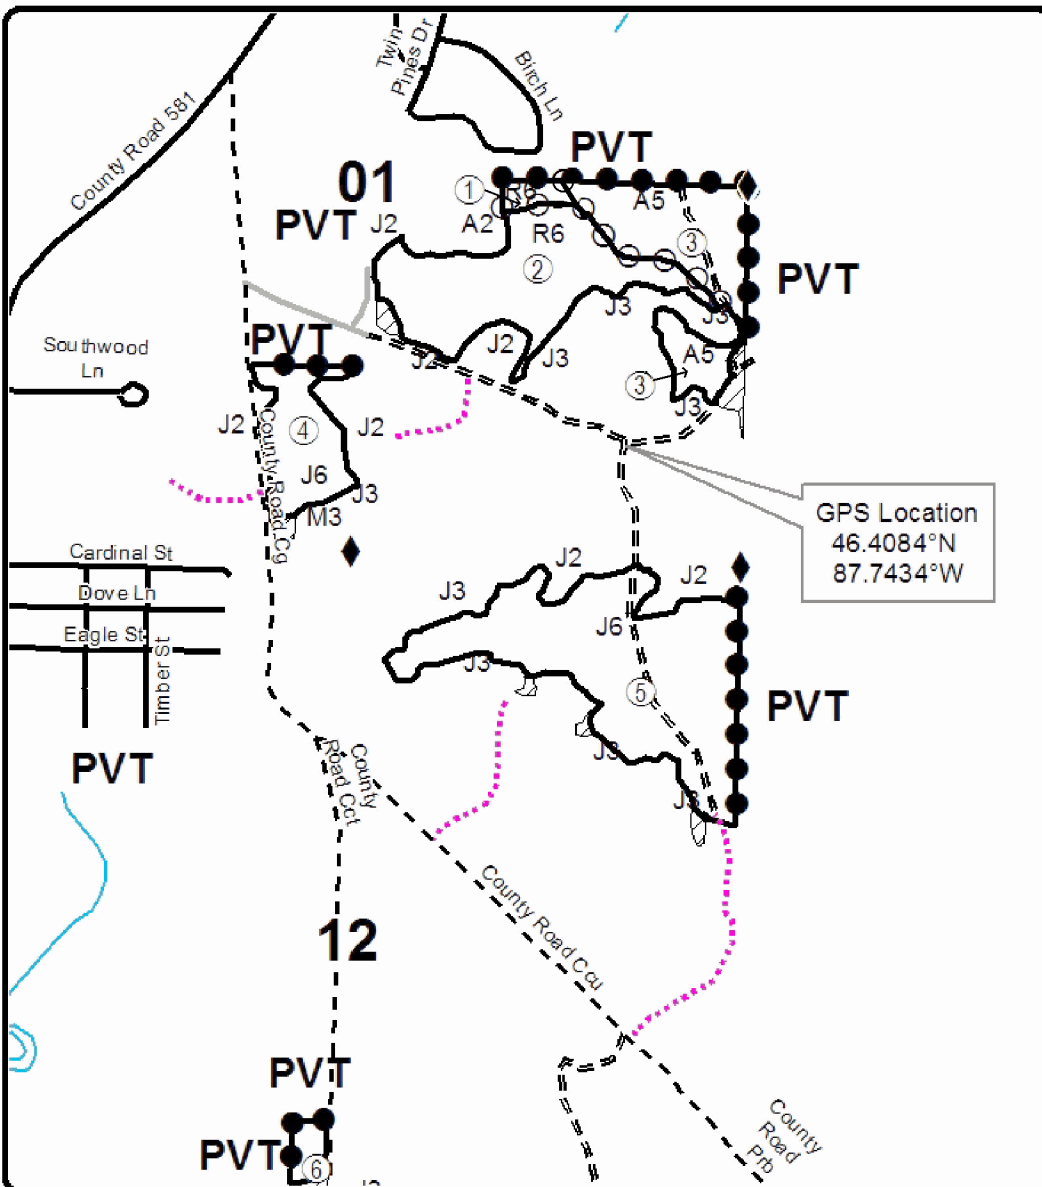 Twin
Pines Dr
Birch Ln
County Road 581
PVT
01
1
R6
A5
A2
PVT
J2
R6
3
2
PVT
J3
J3
PVT
J2
J2
J3
A5
Southwood
Ln
3
J3
J2
4
J2
County Road Cg
J6
J3
M3
GPS Location
46.4084°N
87.7434°W
Cardinal St
J2
J2
Dove Ln
J3
J6
Eagle St
Timber St
J3
5
PVT
J3
PVT
County
Road Cct
County
J3
County Road Ccu
12
PVT
County
Road
Prb
PVT
6